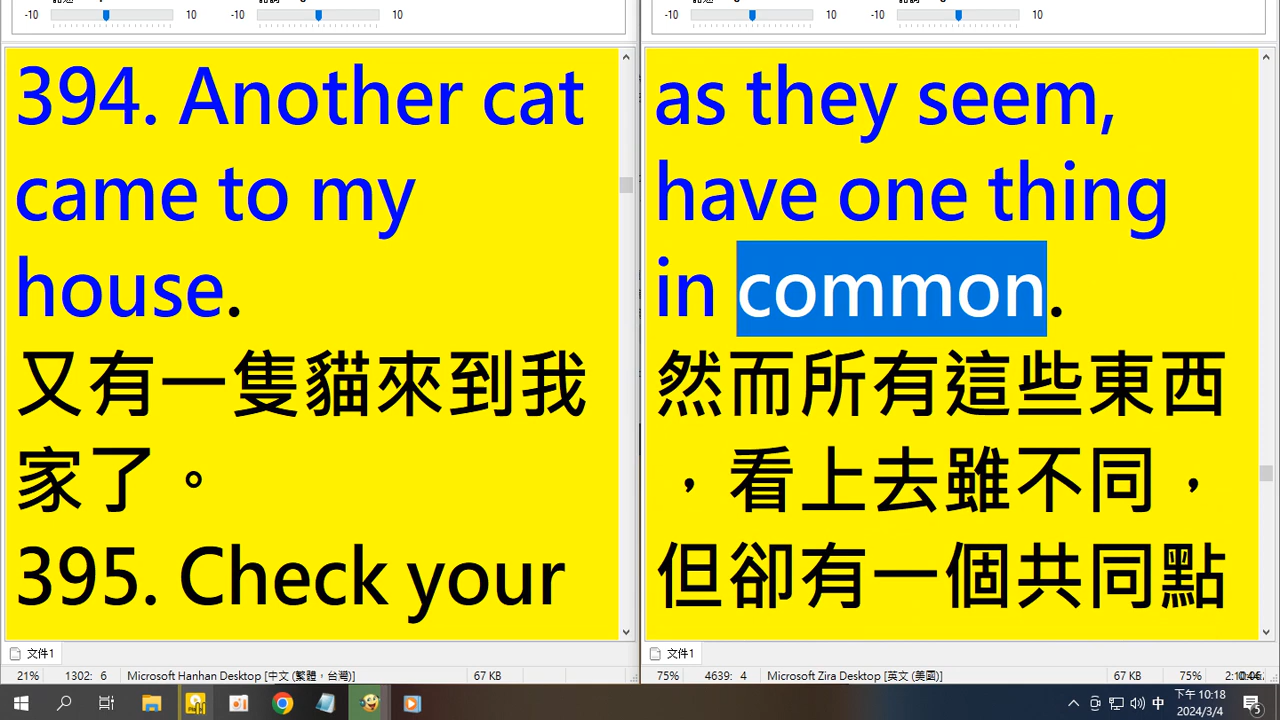 -10 10 -10 10
394. Another cat
came to my
house.
又有一隻貓來到我
家了。
395. Check your
文件1
21% 1302: 6 Microsoft Hanhan Desktop [中文 (繁體，台灣)] 67 KB
-10 10 -10 10
as they seem,
have one thing
in common.
然而所有這些東西
，看上去雖不同，
但卻有一個共同點
文件1
75% 4639: 4 Microsoft Zira Desktop [英文 (美國)] 67 KB 75%
中
下午 10:18
2024/3/4
5